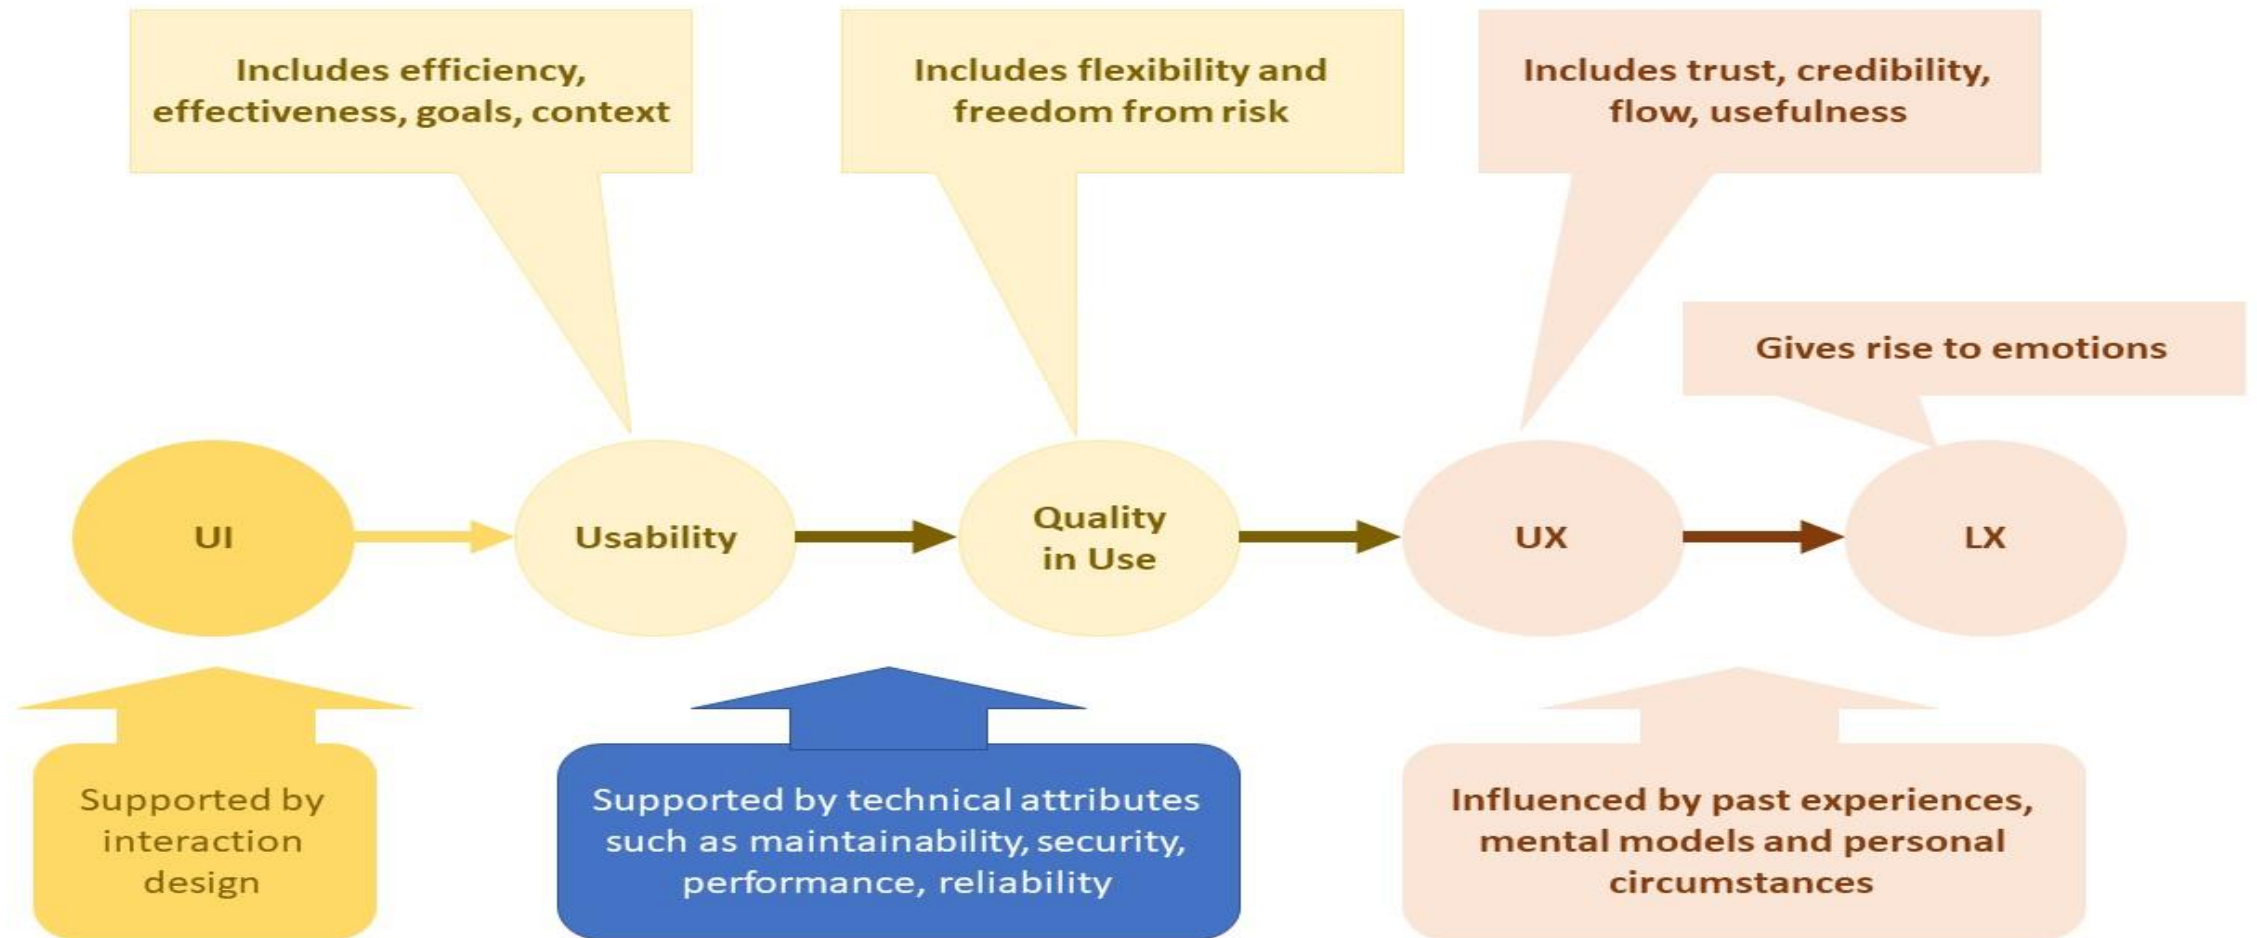 Includes efficiency,
effectiveness, goals, context
Includes flexibility and
freedom from risk
Includes trust, credibility,
flow, usefulness
Gives rise to emotions
UI
Usability
Quality
in Use
UX
LX
Supported by
interaction
design
Supported by technical attributes
such as maintainability, security,
performance, reliability
Influenced by past experiences,
mental models and personal
circumstances